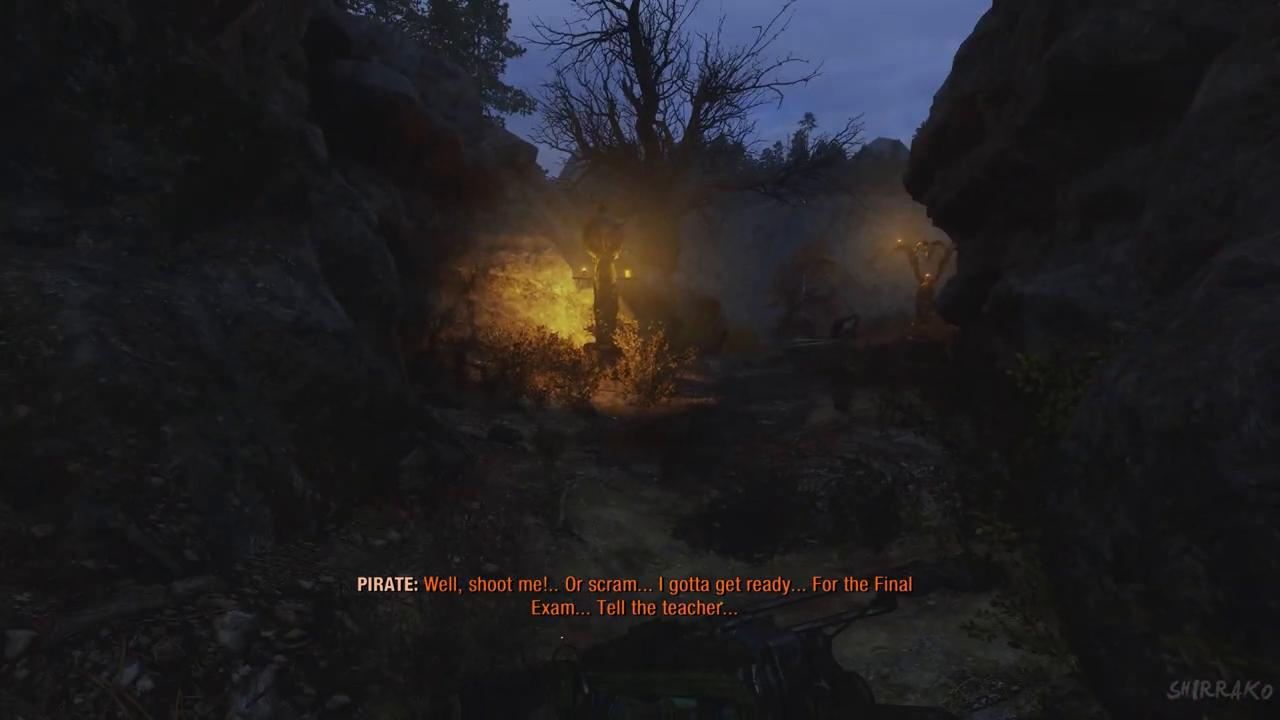 PIRATE: Well, shoot me!.. Or scram... I gotta get ready... For the Final
Exam... Tell the teacher...
SHIRRAKO